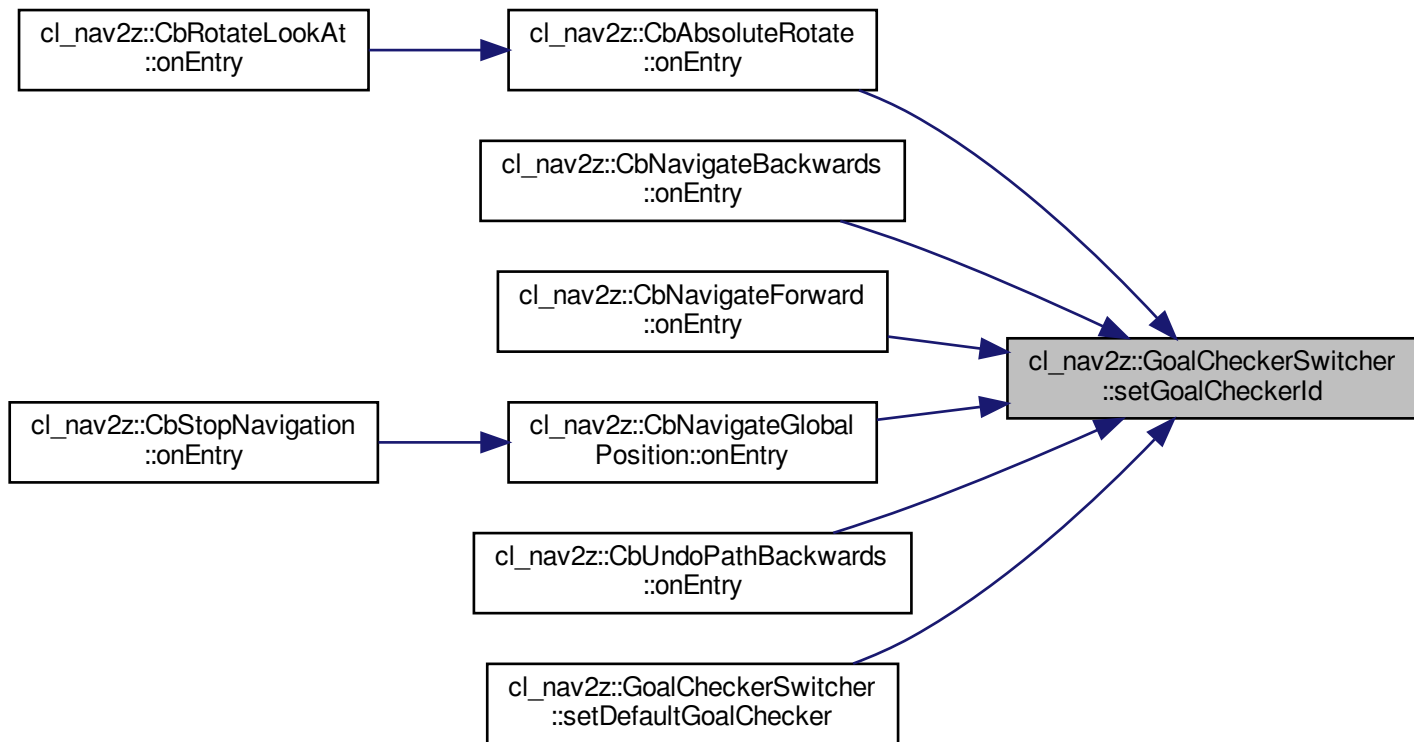 cl_nav2z::CbRotateLookAt
::onEntry
cl_nav2z::CbAbsoluteRotate
::onEntry
cl_nav2z::CbNavigateBackwards
::onEntry
cl_nav2z::CbNavigateForward
::onEntry
cl_nav2z::GoalCheckerSwitcher
::setGoalCheckerId
cl_nav2z::CbStopNavigation
::onEntry
cl_nav2z::CbNavigateGlobal
Position::onEntry
cl_nav2z::CbUndoPathBackwards
::onEntry
cl_nav2z::GoalCheckerSwitcher
::setDefaultGoalChecker